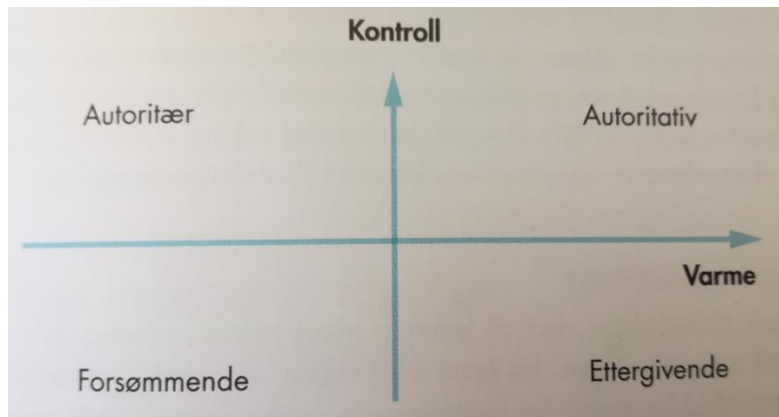 Kontroll
Autoritær
Autoritativ
Varme
Forsømmende
Ettergivende